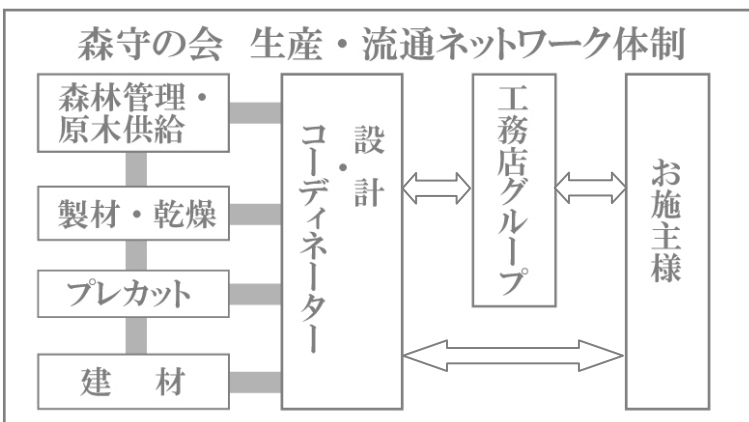 森守の会 生産・流通ネットワーク体制
森林管理・
原木供給
製材・乾燥
プレカット
建 材
設計・
コーディネーター
工務店グループ
お施主様